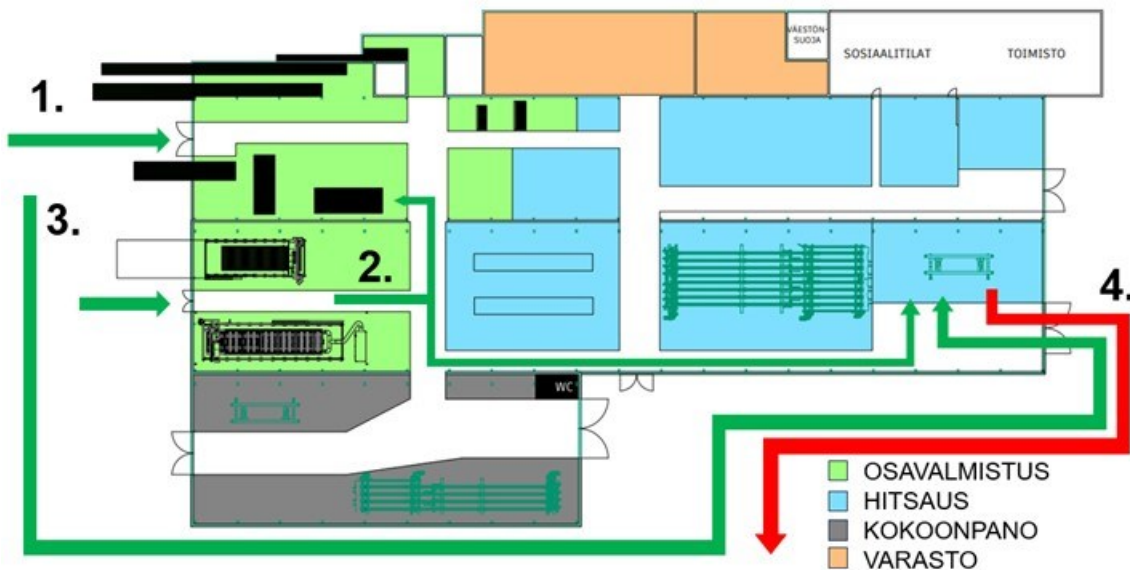 VÄESTÖN-
SUOJA
SOSIAALITILAT
TOIMISTO
1.
3.
2.
4.
WC
OSAVALMISTUS
HITSAUS
KOKOONPANO
VARASTO